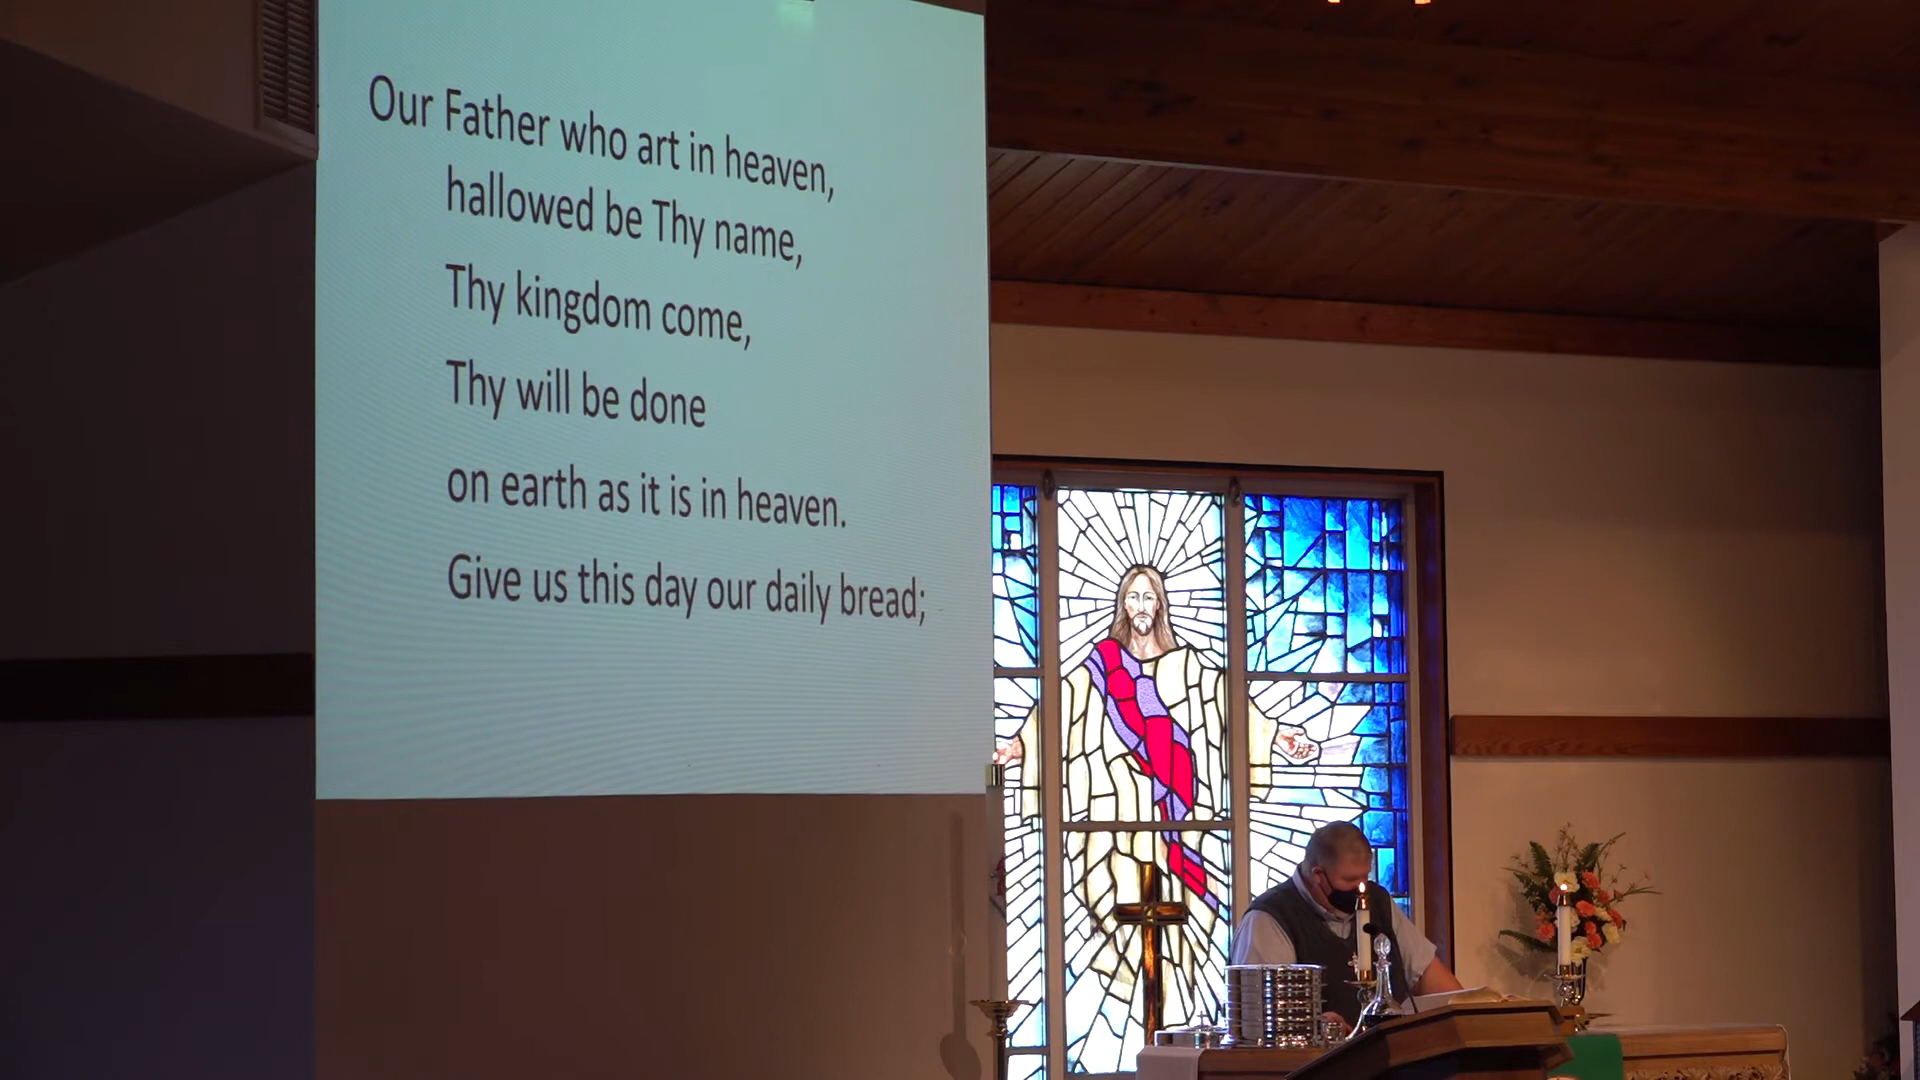 Our Father who art in heaven,
hallowed be Thy name,
Thy kingdom come,
Thy will be done
on earth as it is in heaven.
Give us this day our daily bread;